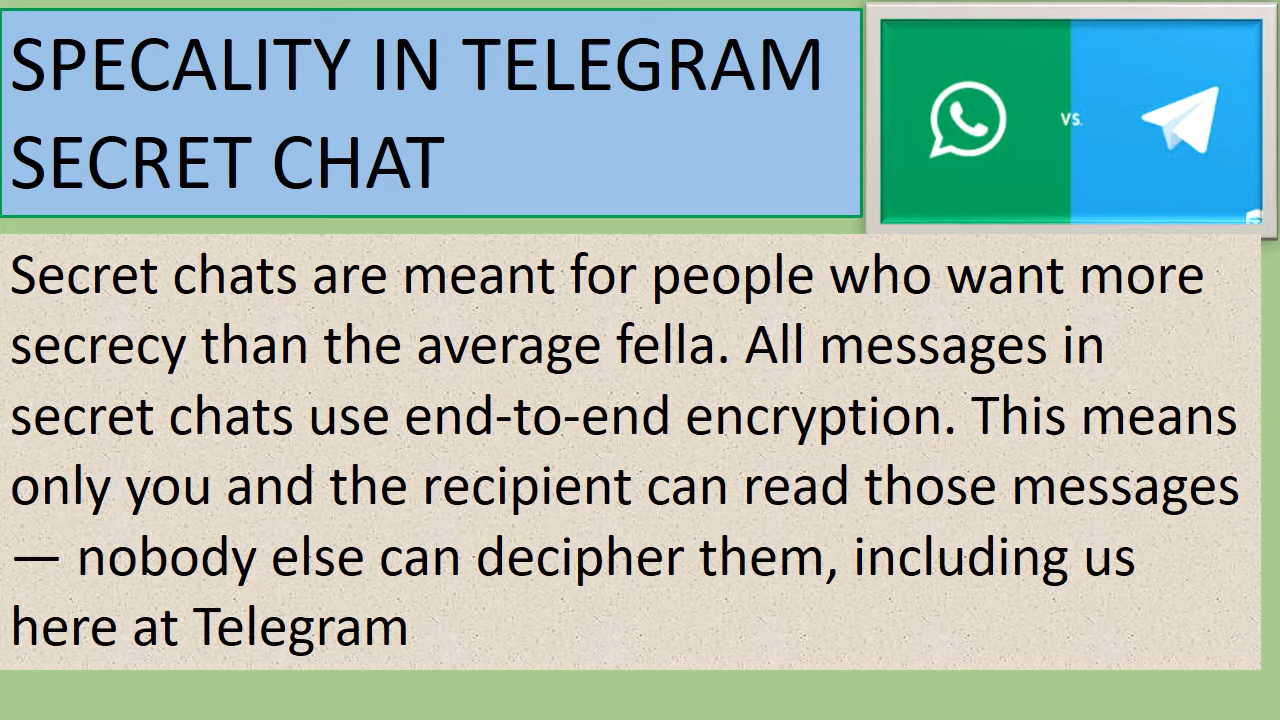 SPECALITY IN TELEGRAM
SECRET CHAT
VS.
Secret chats are meant for people who want more
secrecy than the average fella. All messages in
secret chats use end-to-end encryption. This means
only you and the recipient can read those messages
— nobody else can decipher them, including us
here at Telegram